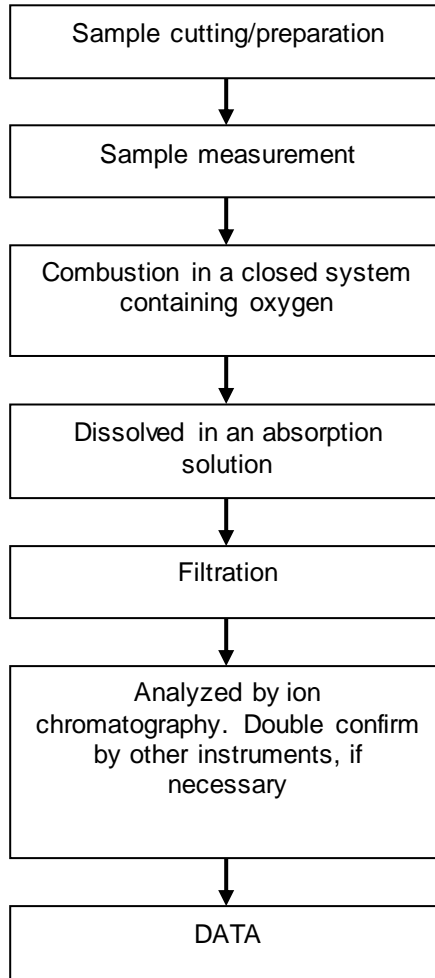 Sample cutting/preparation
Sample measurement
Combustion in a closed system
containing oxygen
Dissolved in an absorption
solution
Filtration
Analyzed by ion
chromatography. Double confirm
by other instruments, if
necessary
DATA